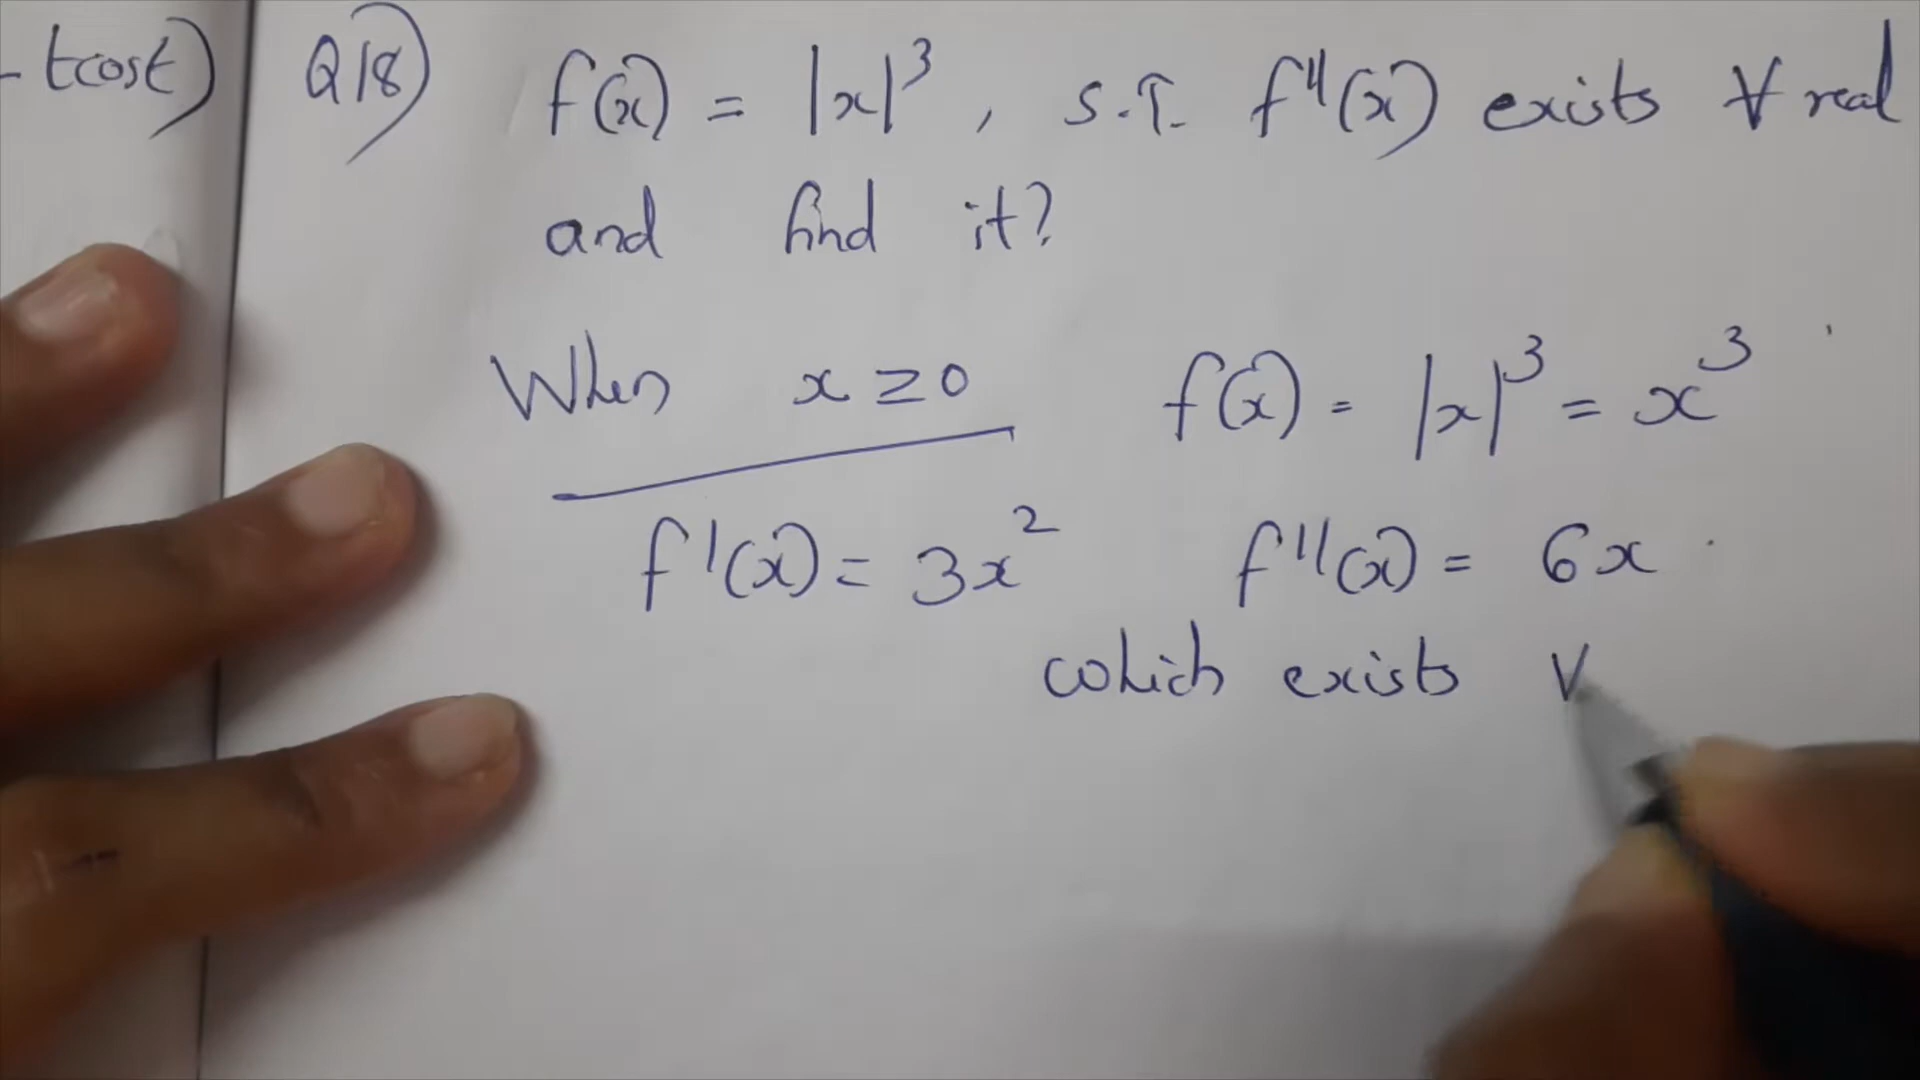 - tcost)
Q18) f(x) = |x|³, S.T. f''(x) exists ∀ real
and find it?
When x ≥ 0 f(x) = |x|³ = x³
f'(x) = 3x² f''(x) = 6x
which exists ∀